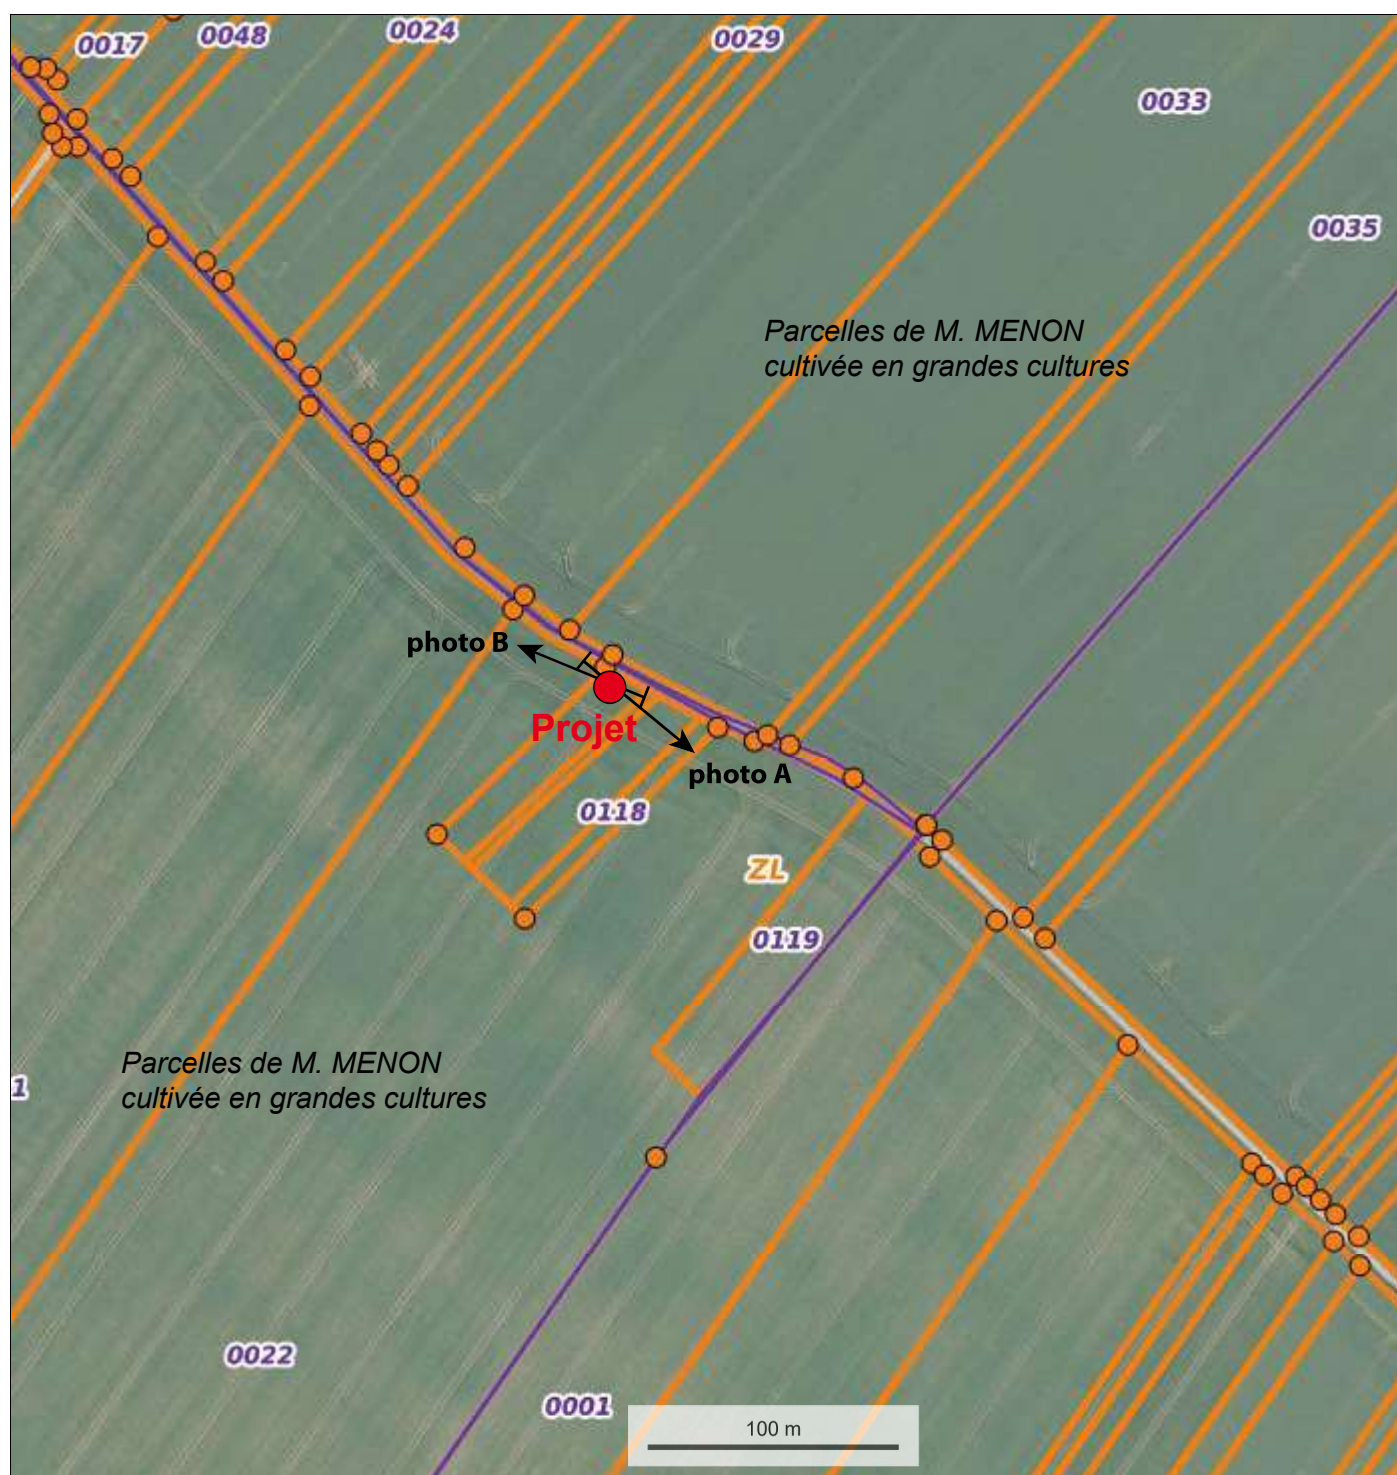 0017
0048
0024
0029
0033
0035
Parcelles de M. MENON
cultivée en grandes cultures
photo B
Projet
photo A
0118
ZL
0119
Parcelles de M. MENON
cultivée en grandes cultures
1
0022
0001
100 m